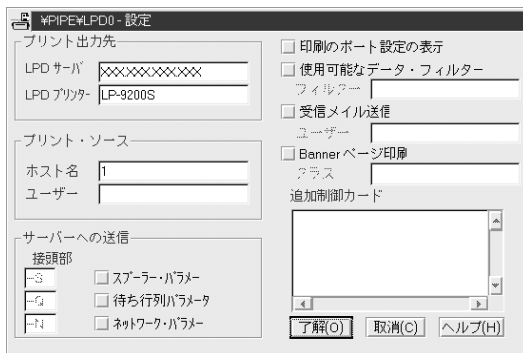 ¥PIPE¥LPD0 - 設定
プリント出力先
LPD サーバ XXX.XXX.XXX.XXX
LPD プリンター LP-9200S
プリント・ソース
ホスト名 1
ユーザー
サーバーへの送信
接頭部
-S スプーラー・パラメー
-Q 待ち行列パラメータ
-N ネットワーク・パラメー
印刷のポート設定の表示
使用可能なデータ・フィルター
フィルター
受信メイル送信
ユーザー
Banner ページ印刷
クラス
追加制御カード
了解(O) 取消(C) ヘルプ(H)